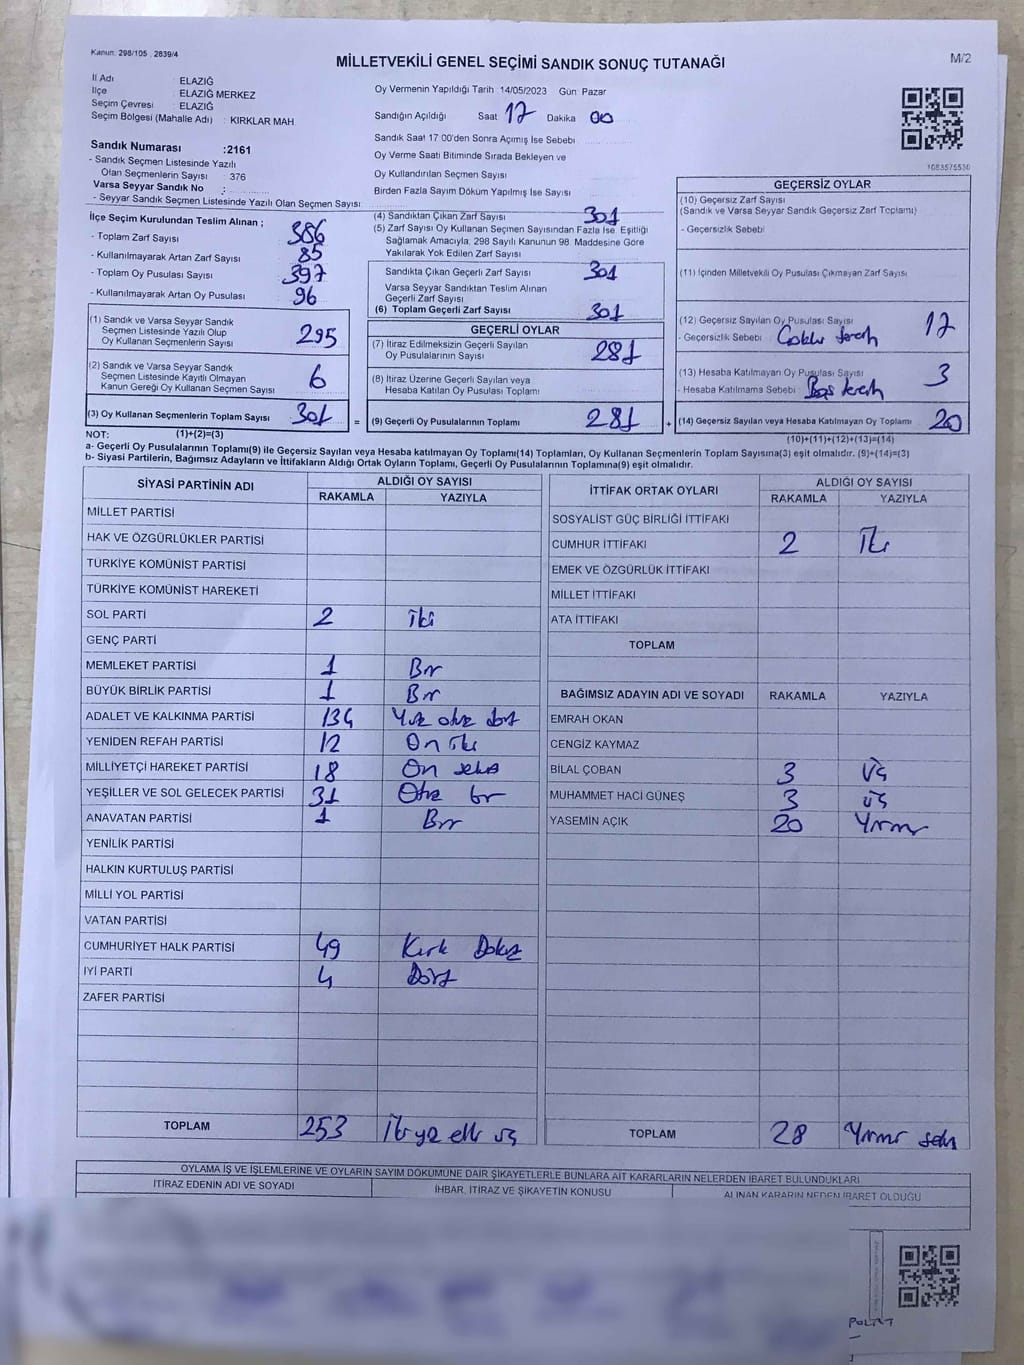 Kanun: 298/105 , 2839/4
MİLLETVEKİLİ GENEL SEÇİMİ SANDIK SONUÇ TUTANAĞI
M/2
İl Adı : ELAZIĞ
İlçe : ELAZIĞ MERKEZ
Seçim Çevresi : ELAZIĞ
Seçim Bölgesi (Mahalle Adı) : KIRKLAR MAH
Sandık Numarası :2161
- Sandık Seçmen Listesinde Yazılı
Olan Seçmenlerin Sayısı : 376
Varsa Seyyar Sandık No :
- Seyyar Sandık Seçmen Listesinde Yazılı Olan Seçmen Sayısı
Oy Vermenin Yapıldığı Tarih : 14/05/2023 Gün: Pazar
Sandığın Açıldığı Saat 17 Dakika 00
Sandık Saat 17:00'den Sonra Açımış İse Sebebi
Oy Verme Saati Bitiminde Sırada Bekleyen ve
Oy Kullandırılan Seçmen Sayısı
Birden Fazla Sayım Döküm Yapılmış İse Sayısı
1083575530
İlçe Seçim Kurulundan Teslim Alınan ;
- Toplam Zarf Sayısı 386
- Kullanılmayarak Artan Zarf Sayısı 85
- Toplam Oy Pusulası Sayısı 397
- Kullanılmayarak Artan Oy Pusulası 96
(1) Sandık ve Varsa Seyyar Sandık
Seçmen Listesinde Yazılı Olup
Oy Kullanan Seçmenlerin Sayısı 295
(2) Sandık ve Varsa Seyyar Sandık
Seçmen Listesinde Kayıtlı Olmayan
Kanun Gereği Oy Kullanan Seçmen Sayısı 6
(3) Oy Kullanan Seçmenlerin Toplam Sayısı 301
(1)+(2)=(3)
(4) Sandıktan Çıkan Zarf Sayısı 301
(5) Zarf Sayısı Oy Kullanan Seçmen Sayısından Fazla İse, Eşitliği
Sağlamak Amacıyla, 298 Sayılı Kanunun 98. Maddesine Göre
Yakılarak Yok Edilen Zarf Sayısı
Sandıkta Çıkan Geçerli Zarf Sayısı 301
Varsa Seyyar Sandıktan Teslim Alınan
Geçerli Zarf Sayısı
(6) Toplam Geçerli Zarf Sayısı 301
GEÇERLİ OYLAR
(7) İtiraz Edilmeksizin Geçerli Sayılan
Oy Pusulalarının Sayısı 281
(8) İtiraz Üzerine Geçerli Sayılan veya
Hesaba Katılan Oy Pusulası Toplamı
= (9) Geçerli Oy Pusulalarının Toplamı 281
GEÇERSİZ OYLAR
(10) Geçersiz Zarf Sayısı
(Sandık ve Varsa Seyyar Sandık Geçersiz Zarf Toplamı)
- Geçersizlik Sebebi
(11) İçinden Milletvekili Oy Pusulası Çıkmayan Zarf Sayısı
(12) Geçersiz Sayılan Oy Pusulası Sayısı 17
- Geçersizlik Sebebi
(13) Hesaba Katılmayan Oy Pusulası Sayısı 3
- Hesaba Katılmama Sebebi Boş
+ (14) Geçersiz Sayılan veya Hesaba Katılmayan Oy Toplamı 20
(10)+(11)+(12)+(13)=(14)
NOT:
a- Geçerli Oy Pusulalarının Toplamı(9) ile Geçersiz Sayılan veya Hesaba katılmayan Oy Toplamı(14) Toplamları, Oy Kullanan Seçmenlerin Toplam Sayısına(3) eşit olmalıdır. (9)+(14)=(3)
b- Siyasi Partilerin, Bağımsız Adayların ve İttifakların Aldığı Ortak Oyların Toplamı, Geçerli Oy Pusulalarının Toplamına(9) eşit olmalıdır.
SİYASİ PARTİNİN ADI
ALDIĞI OY SAYISI
RAKAMLA YAZIYLA
MİLLET PARTİSİ
HAK VE ÖZGÜRLÜKLER PARTİSİ
TÜRKİYE KOMÜNİST PARTİSİ
TÜRKİYE KOMÜNİST HAREKETİ
SOL PARTİ 2 iki
GENÇ PARTİ
MEMLEKET PARTİSİ 1 Bir
BÜYÜK BİRLİK PARTİSİ 1 Bir
ADALET VE KALKINMA PARTİSİ 134 Yüz otuz dört
YENİDEN REFAH PARTİSİ 12 On iki
MİLLİYETÇİ HAREKET PARTİSİ 18 On sekiz
YEŞİLLER VE SOL GELECEK PARTİSİ 31 Otuz bir
ANAVATAN PARTİSİ 1 Bir
YENİLİK PARTİSİ
HALKIN KURTULUŞ PARTİSİ
MİLLİ YOL PARTİSİ
VATAN PARTİSİ
CUMHURİYET HALK PARTİSİ 49 Kırk Dokuz
İYİ PARTİ 4 Dört
ZAFER PARTİSİ
TOPLAM 253 İki yüz elli üç
İTTİFAK ORTAK OYLARI
ALDIĞI OY SAYISI
RAKAMLA YAZIYLA
SOSYALİST GÜÇ BİRLİĞİ İTTİFAKI
CUMHUR İTTİFAKI 2 İki
EMEK VE ÖZGÜRLÜK İTTİFAKI
MİLLET İTTİFAKI
ATA İTTİFAKI
TOPLAM
BAĞIMSIZ ADAYIN ADI VE SOYADI RAKAMLA YAZIYLA
EMRAH OKAN
CENGİZ KAYMAZ
BİLAL ÇOBAN 3 Üç
MUHAMMET HACİ GÜNEŞ 3 üç
YASEMİN AÇIK 20 Yirmi
TOPLAM 28 Yirmi sekiz
OYLAMA İŞ VE İŞLEMLERİNE VE OYLARIN SAYIM DÖKÜMÜNE DAİR ŞİKAYETLERLE BUNLARA AİT KARARLARIN NELERDEN İBARET BULUNDUKLARI
İTİRAZ EDENİN ADI VE SOYADI
İHBAR, İTİRAZ VE ŞİKAYETİN KONUSU
ALINAN KARARIN NEDEN İBARET OLDUĞU
POLAT